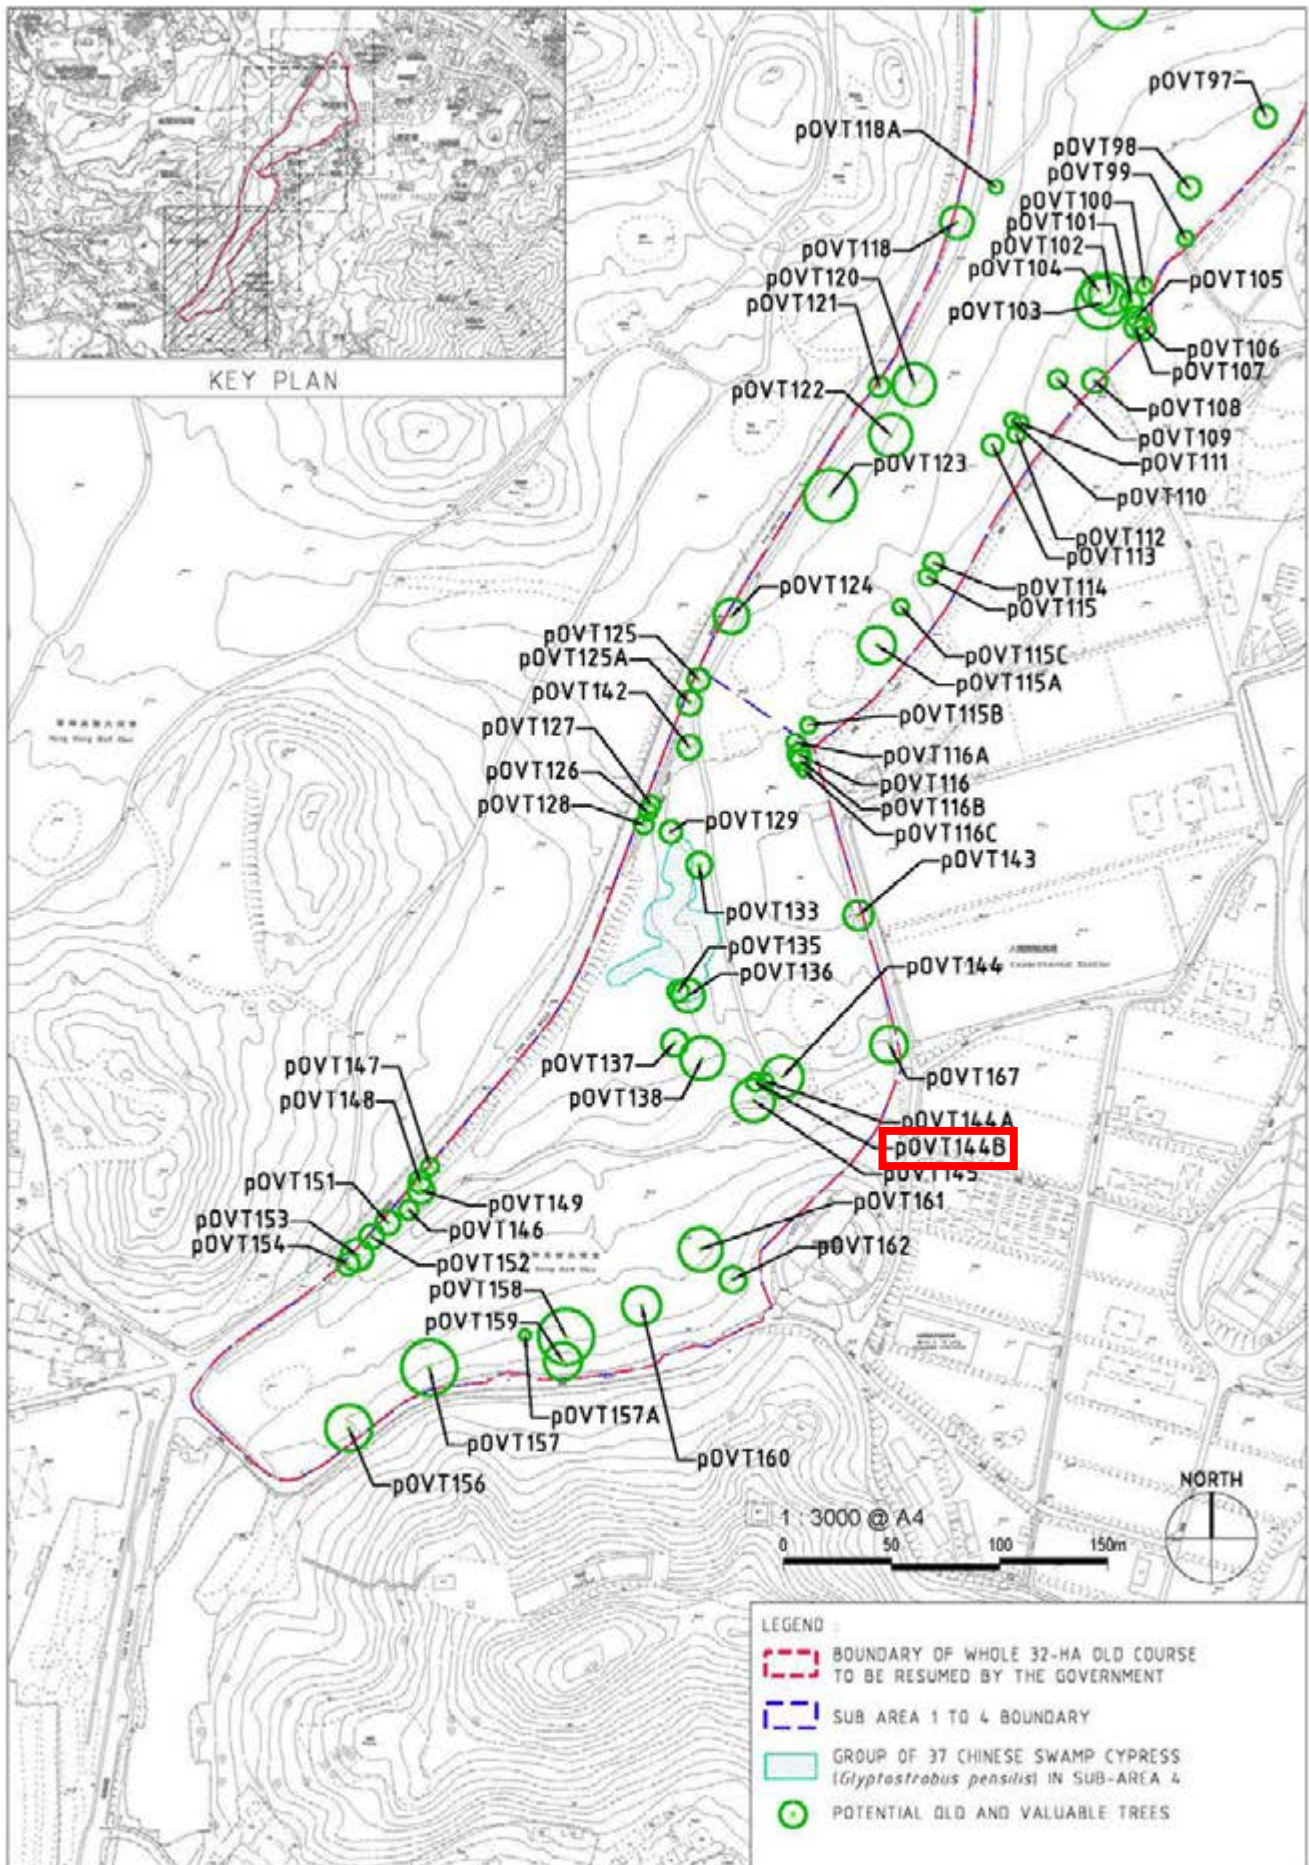 KEY PLAN
pOVT97
pOVT118A
pOVT98
pOVT99
pOVT100
pOVT101
pOVT102
pOVT104
pOVT105
pOVT103
pOVT118
pOVT120
pOVT121
pOVT106
pOVT107
pOVT122
pOVT108
pOVT109
pOVT123
pOVT111
pOVT110
pOVT112
pOVT113
pOVT124
pOVT114
pOVT115
pOVT125
pOVT125A
pOVT115C
pOVT142
pOVT115A
pOVT127
pOVT115B
pOVT126
pOVT116A
pOVT128
pOVT116
pOVT129
pOVT116B
pOVT116C
pOVT143
pOVT133
pOVT135
pOVT136
pOVT144
pOVT137
pOVT147
pOVT138
pOVT167
pOVT148
pOVT144A
pOVT144B
pOVT145
pOVT151
pOVT149
pOVT161
pOVT153
pOVT146
pOVT154
pOVT152
pOVT162
pOVT158
pOVT159
pOVT157A
pOVT157
pOVT160
pOVT156
NORTH
1 : 3000 @ A4
0 50 100 150m
LEGEND :
BOUNDARY OF WHOLE 32-HA OLD COURSE
TO BE RESUMED BY THE GOVERNMENT
SUB AREA 1 TO 4 BOUNDARY
GROUP OF 37 CHINESE SWAMP CYPRESS
(Glyptostrobus pensilis) IN SUB-AREA 4
POTENTIAL OLD AND VALUABLE TREES